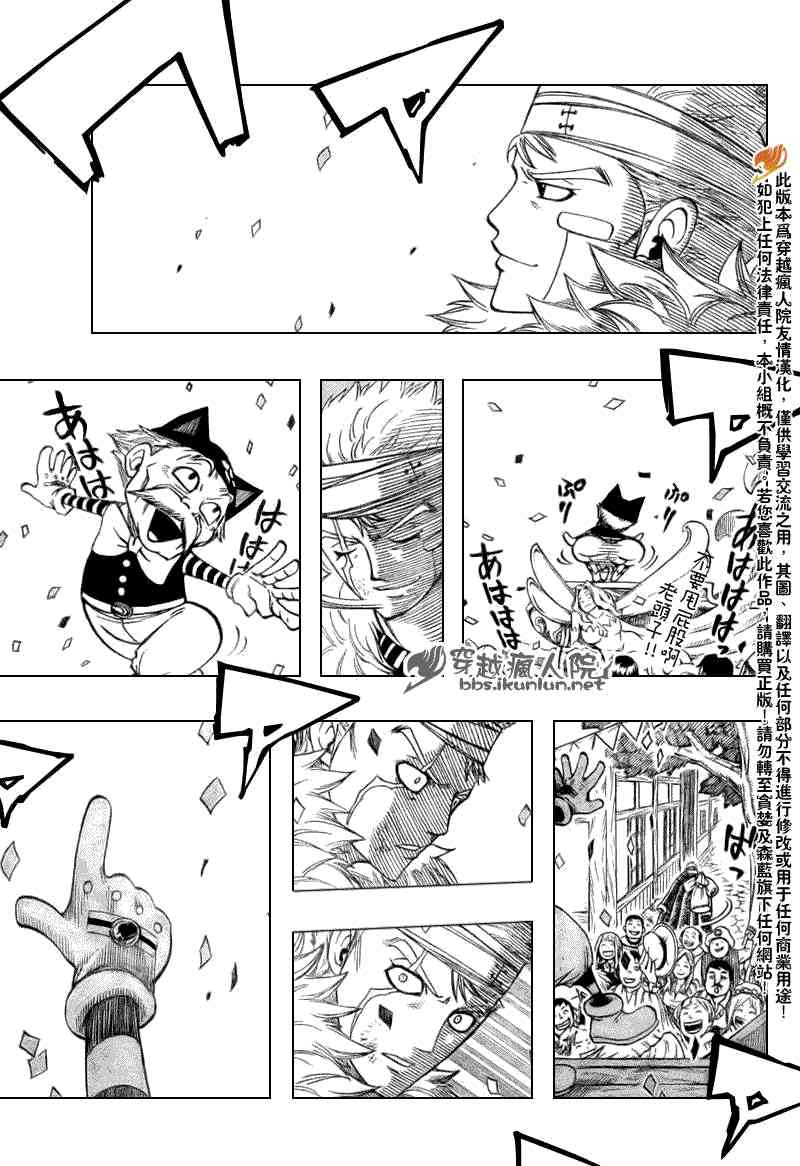 此版本爲穿越瘋人院友情漢化，僅供學習交流之用，其圖、翻譯以及任何部分不得進行修改或用于任何商業用途！
如犯上任何法律責任，本小組概不負責。若您喜歡此作品，請購買正版！請勿轉至貪婪及森藍旗下任何網站！
ワァ
ぷり
ぷり
あはははは
不要甩屁股啊
老頭子!!
あははは
はははは
穿越瘋人院
bbs.ikunlun.net
ばっ